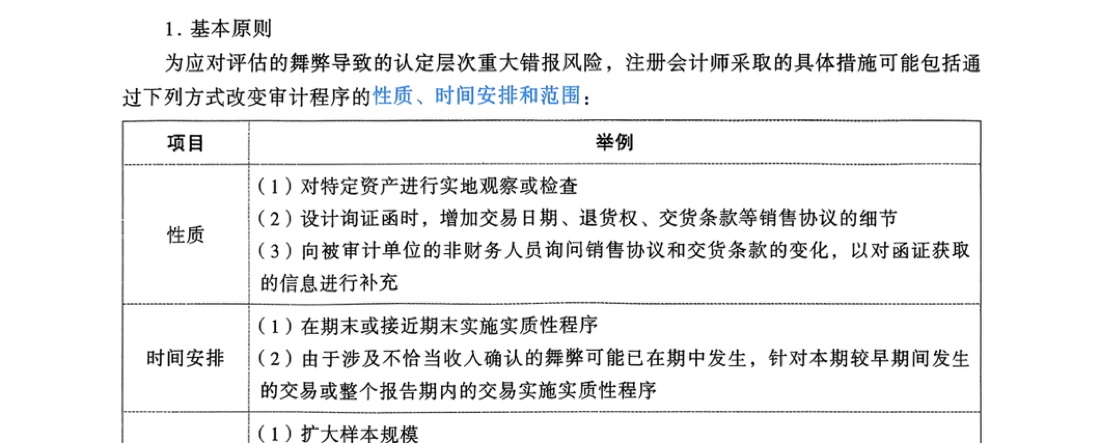 1. 基本原则
为应对评估的舞弊导致的认定层次重大错报风险，注册会计师采取的具体措施可能包括通
过下列方式改变审计程序的性质、时间安排和范围：
项目 举例
性质
（1）对特定资产进行实地观察或检查
（2）设计询证函时，增加交易日期、退货权、交货条款等销售协议的细节
（3）向被审计单位的非财务人员询问销售协议和交货条款的变化，以对函证获取
的信息进行补充
时间安排
（1）在期末或接近期末实施实质性程序
（2）由于涉及不恰当收入确认的舞弊可能已在期中发生，针对本期较早期间发生
的交易或整个报告期内的交易实施实质性程序
（1）扩大样本规模